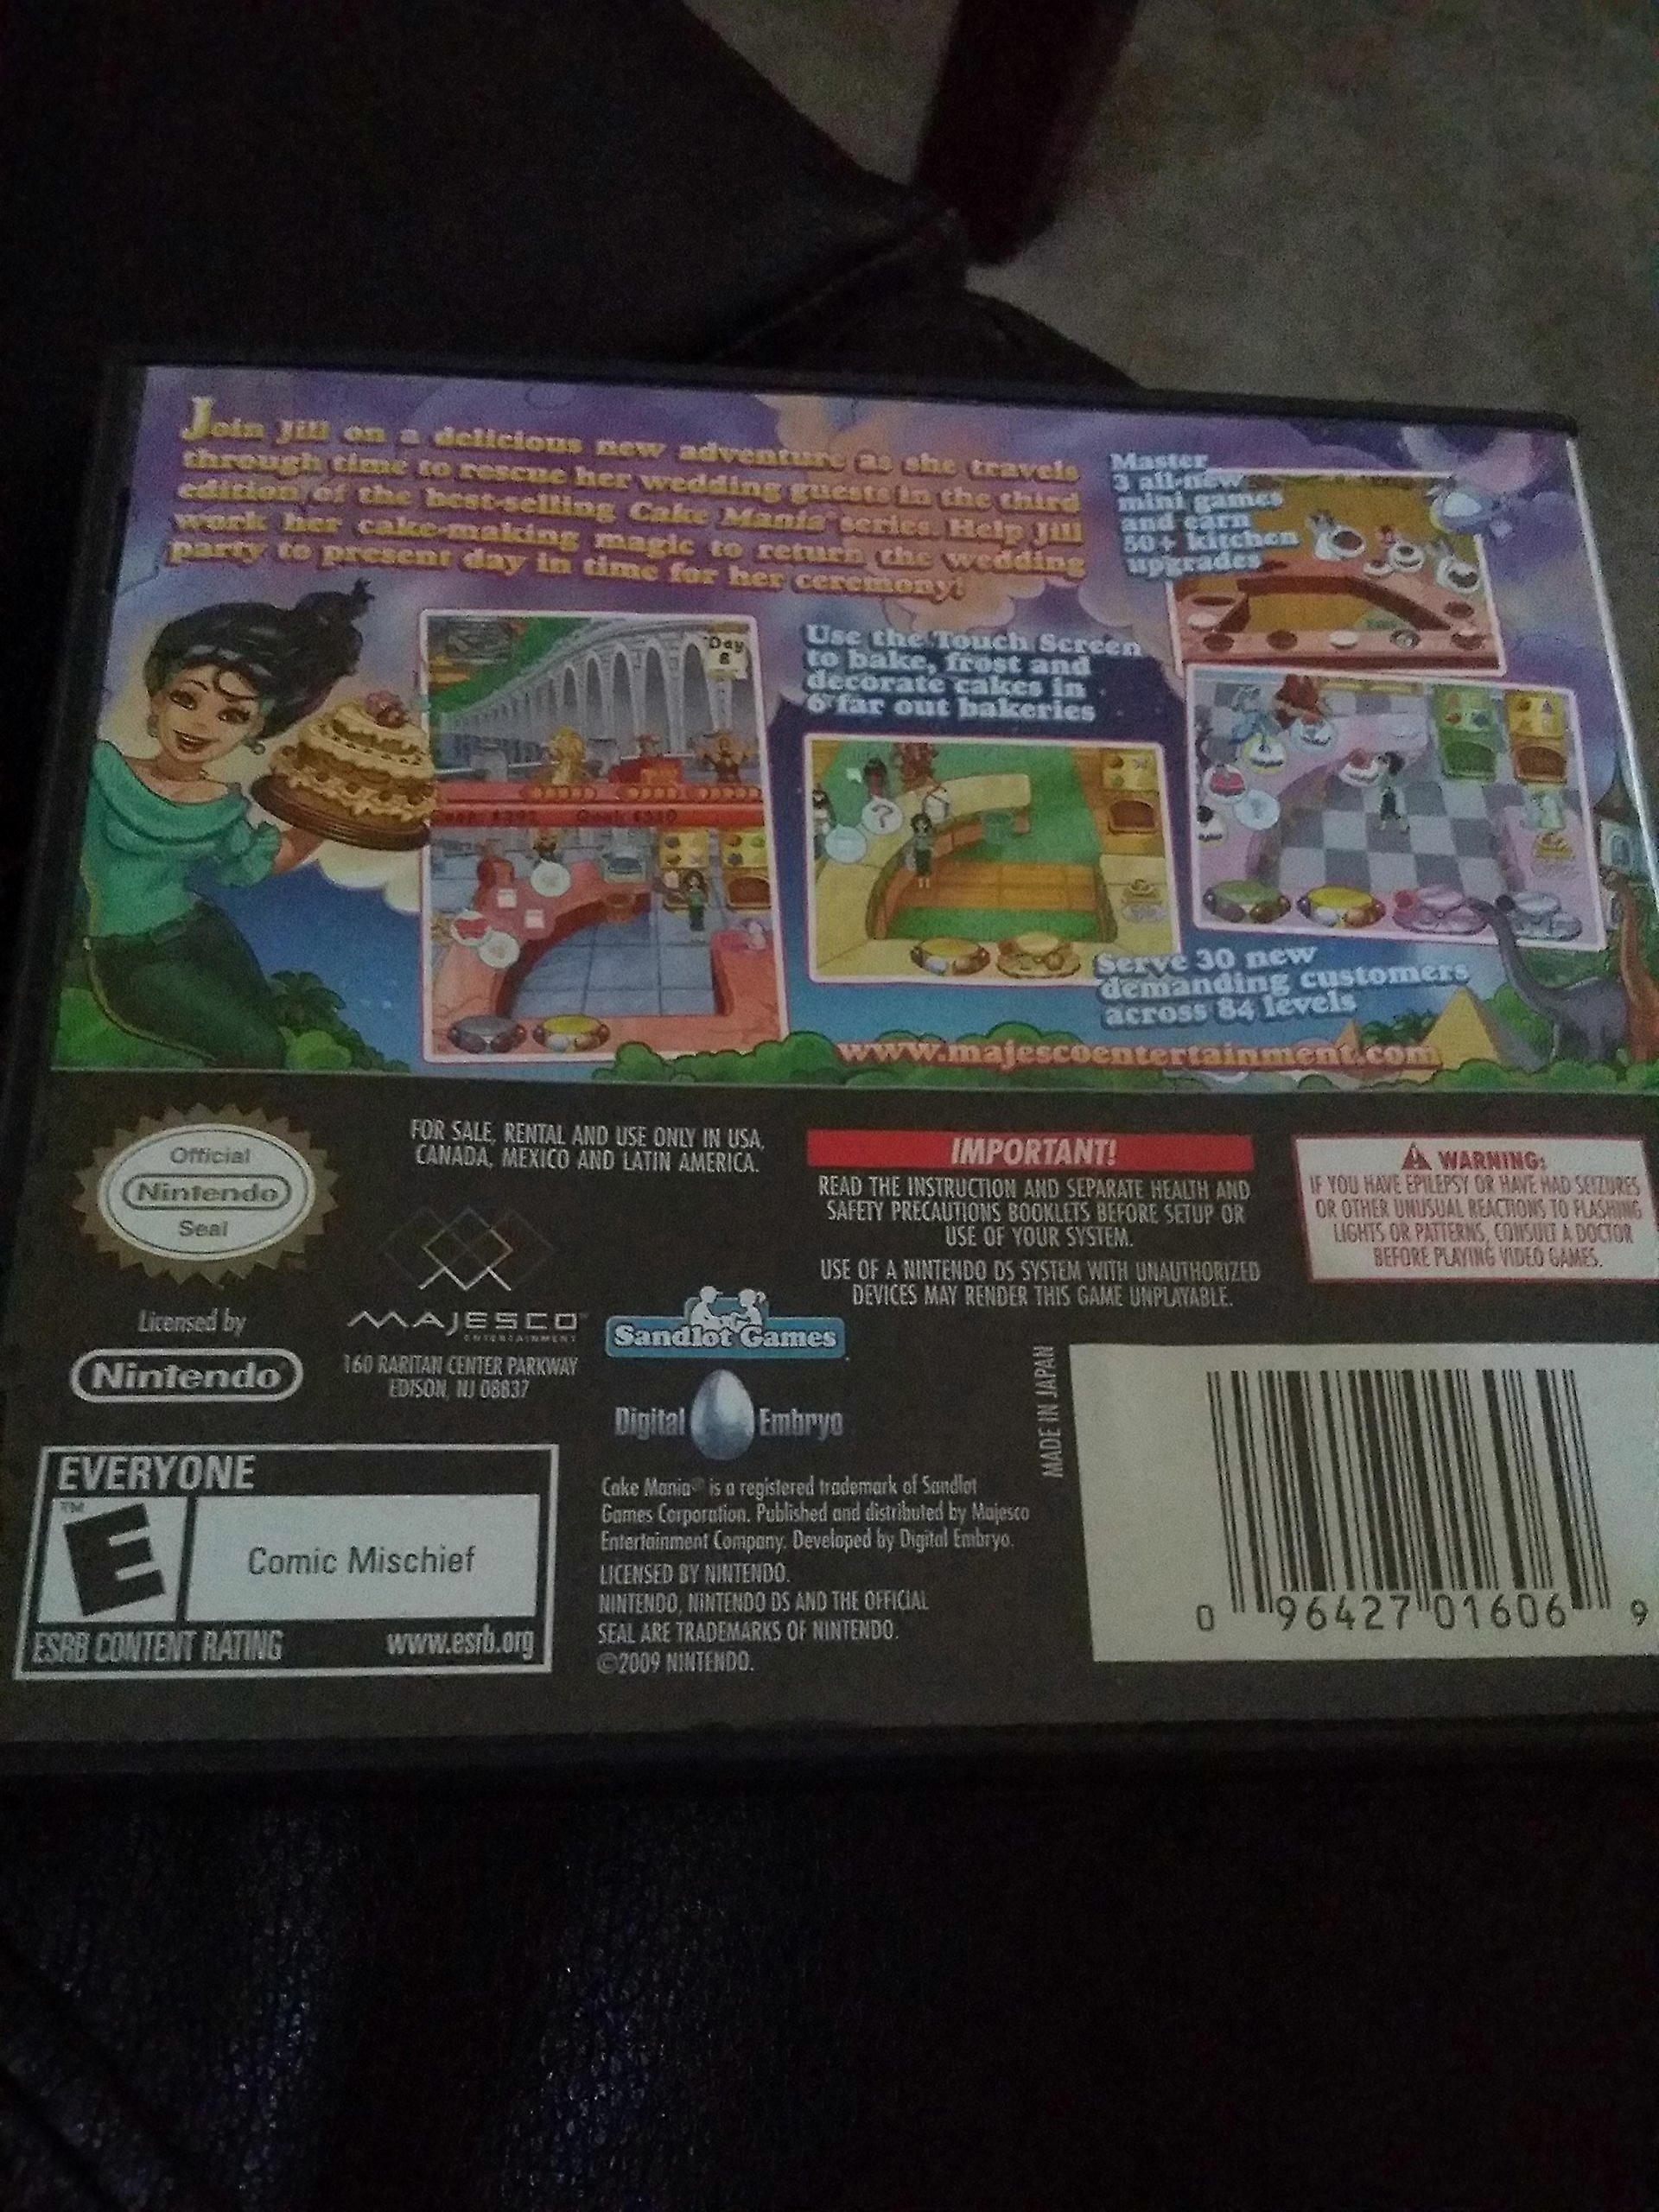 Join Jill on a delicious new adventure as she travels
through time to rescue her wedding guests in the third
edition of the best-selling Cake Mania® series. Help Jill
work her cake-making magic to return the wedding
party to present day in time for her ceremony!
Master
3 all-new
mini games
and earn
50+ kitchen
upgrades
Use the Touch Screen
to bake, frost and
decorate cakes in
6 far out bakeries
Day
8
Serve 30 new
demanding customers
across 84 levels
www.majescoentertainment.com
Official
Nintendo
Seal
FOR SALE, RENTAL AND USE ONLY IN USA,
CANADA, MEXICO AND LATIN AMERICA.
IMPORTANT!
READ THE INSTRUCTION AND SEPARATE HEALTH AND
SAFETY PRECAUTIONS BOOKLETS BEFORE SETUP OR
USE OF YOUR SYSTEM.
USE OF A NINTENDO DS SYSTEM WITH UNAUTHORIZED
DEVICES MAY RENDER THIS GAME UNPLAYABLE.
WARNING:
IF YOU HAVE EPILEPSY OR HAVE HAD SEIZURES
OR OTHER UNUSUAL REACTIONS TO FLASHING
LIGHTS OR PATTERNS, CONSULT A DOCTOR
BEFORE PLAYING VIDEO GAMES.
Licensed by
Nintendo®
MAJESCO™
ENTERTAINMENT
160 RARITAN CENTER PARKWAY
EDISON, NJ 08837
Sandlot Games
Digital Embryo
MADE IN JAPAN
Cake Mania® is a registered trademark of Sandlot
Games Corporation. Published and distributed by Majesco
Entertainment Company. Developed by Digital Embryo.
LICENSED BY NINTENDO.
NINTENDO, NINTENDO DS AND THE OFFICIAL
SEAL ARE TRADEMARKS OF NINTENDO.
©2009 NINTENDO.
EVERYONE
™
E
Comic Mischief
ESRB CONTENT RATING www.esrb.org
0 96427 01606 9